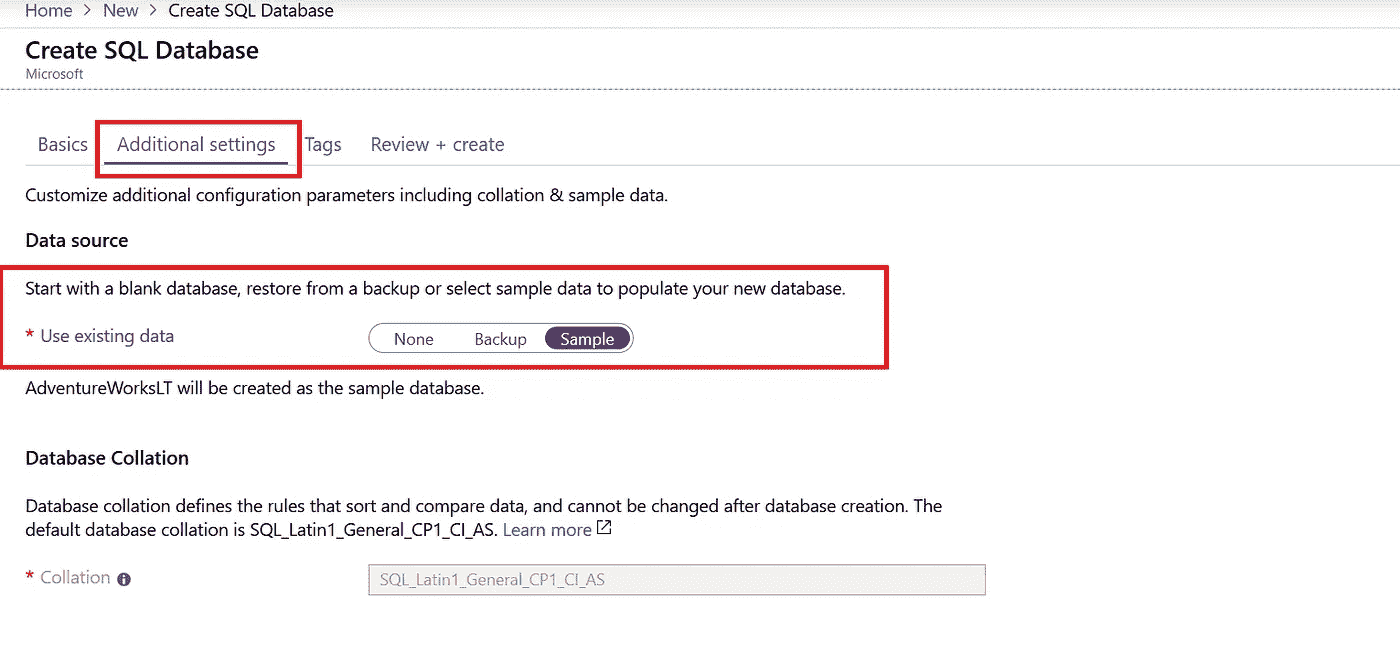 Home > New > Create SQL Database
Create SQL Database
Microsoft
Basics Additional settings Tags Review + create
Customize additional configuration parameters including collation & sample data.
Data source
Start with a blank database, restore from a backup or select sample data to populate your new database.
* Use existing data None Backup Sample
AdventureWorksLT will be created as the sample database.
Database Collation
Database collation defines the rules that sort and compare data, and cannot be changed after database creation. The
default database collation is SQL_Latin1_General_CP1_CI_AS. Learn more
* Collation SQL_Latin1_General_CP1_CI_AS